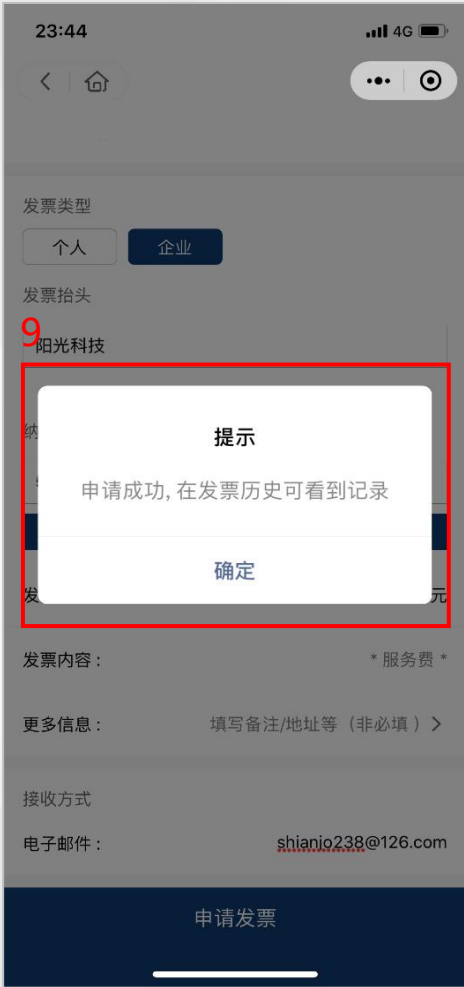 23:44
4G
发票类型
个人 企业
发票抬头
9
阳光科技
纳
提示
申请成功, 在发票历史可看到记录
确定
发 元
发票内容： *服务费*
更多信息： 填写备注/地址等（非必填） >
接收方式
电子邮件： shianjo238@126.com
申请发票